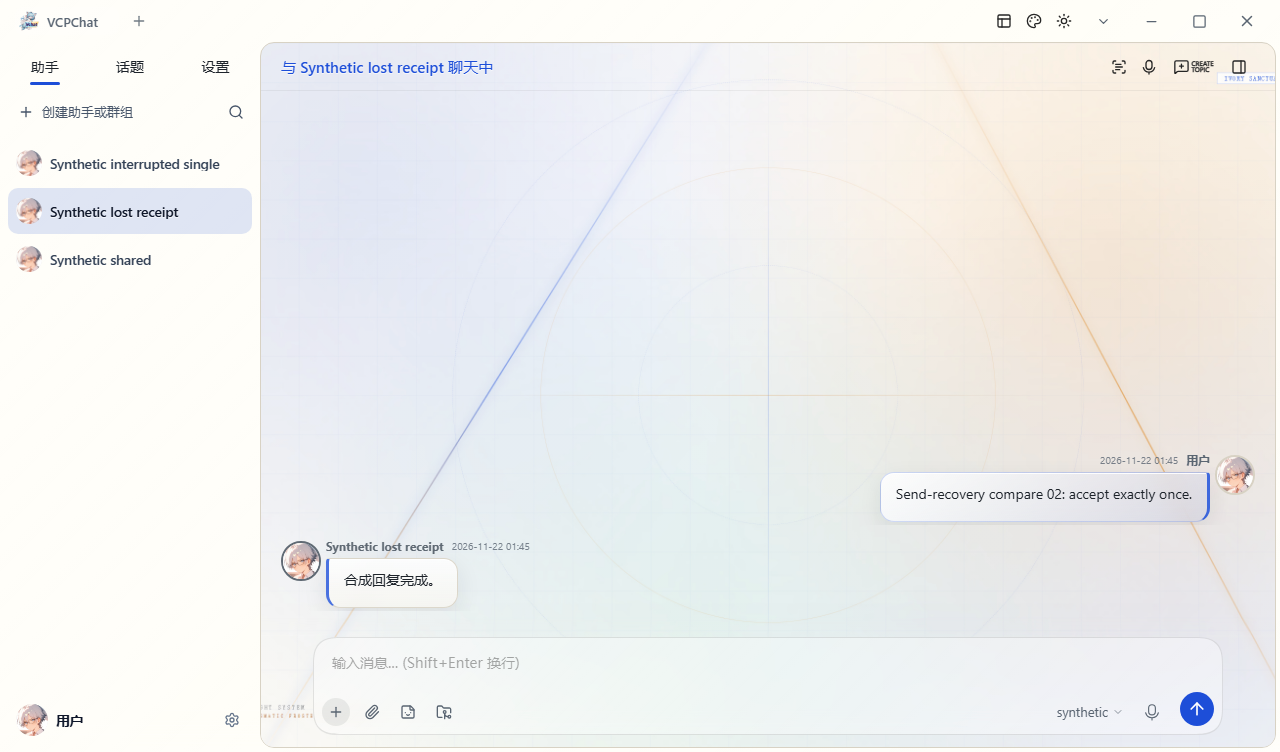 VCPChat
助手
话题
设置
创建助手或群组
Synthetic interrupted single
Synthetic lost receipt
Synthetic shared
用户
与 Synthetic lost receipt 聊天中
CREATE
TOPIC
2026-11-22 01:45 用户
Send-recovery compare 02: accept exactly once.
Synthetic lost receipt 2026-11-22 01:45
合成回复完成。
输入消息... (Shift+Enter 换行)
synthetic